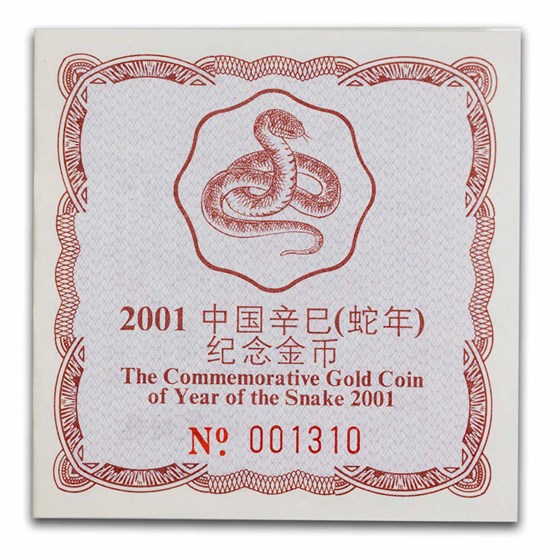 2001 中国辛巳(蛇年)
纪念金币
The Commemorative Gold Coin
of Year of the Snake 2001
Nº 001310